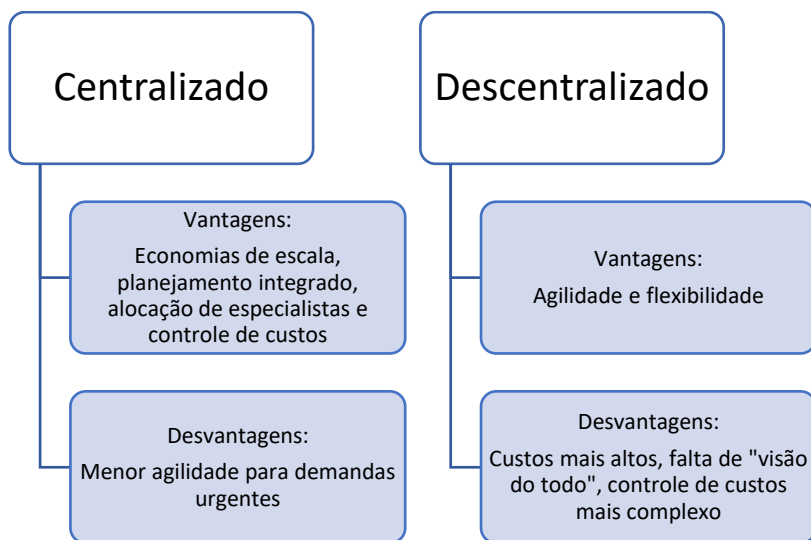 Centralizado
Vantagens:
Economias de escala,
planejamento integrado,
alocação de especialistas e
controle de custos
Desvantagens:
Menor agilidade para demandas
urgentes
Descentralizado
Vantagens:
Agilidade e flexibilidade
Desvantagens:
Custos mais altos, falta de "visão
do todo", controle de custos
mais complexo